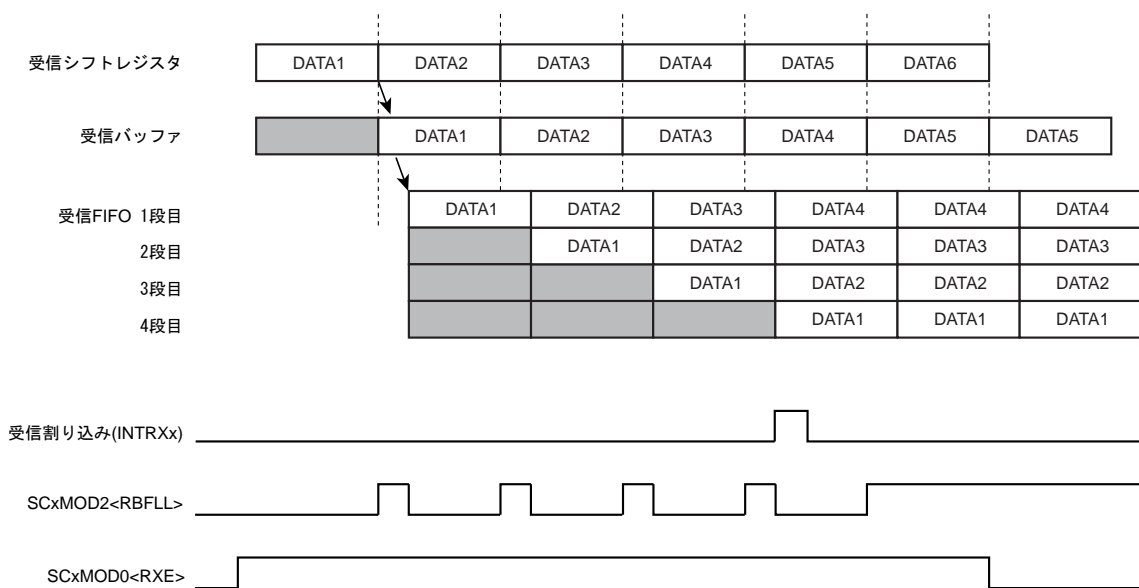 受信シフトレジスタ DATA1 DATA2 DATA3 DATA4 DATA5 DATA6
受信バッファ DATA1 DATA2 DATA3 DATA4 DATA5 DATA5
受信FIFO 1段目 DATA1 DATA2 DATA3 DATA4 DATA4 DATA4
2段目 DATA1 DATA2 DATA3 DATA3 DATA3
3段目 DATA1 DATA2 DATA2 DATA2
4段目 DATA1 DATA1 DATA1
受信割り込み(INTRXx)
SCxMOD2<RBFLL>
SCxMOD0<RXE>